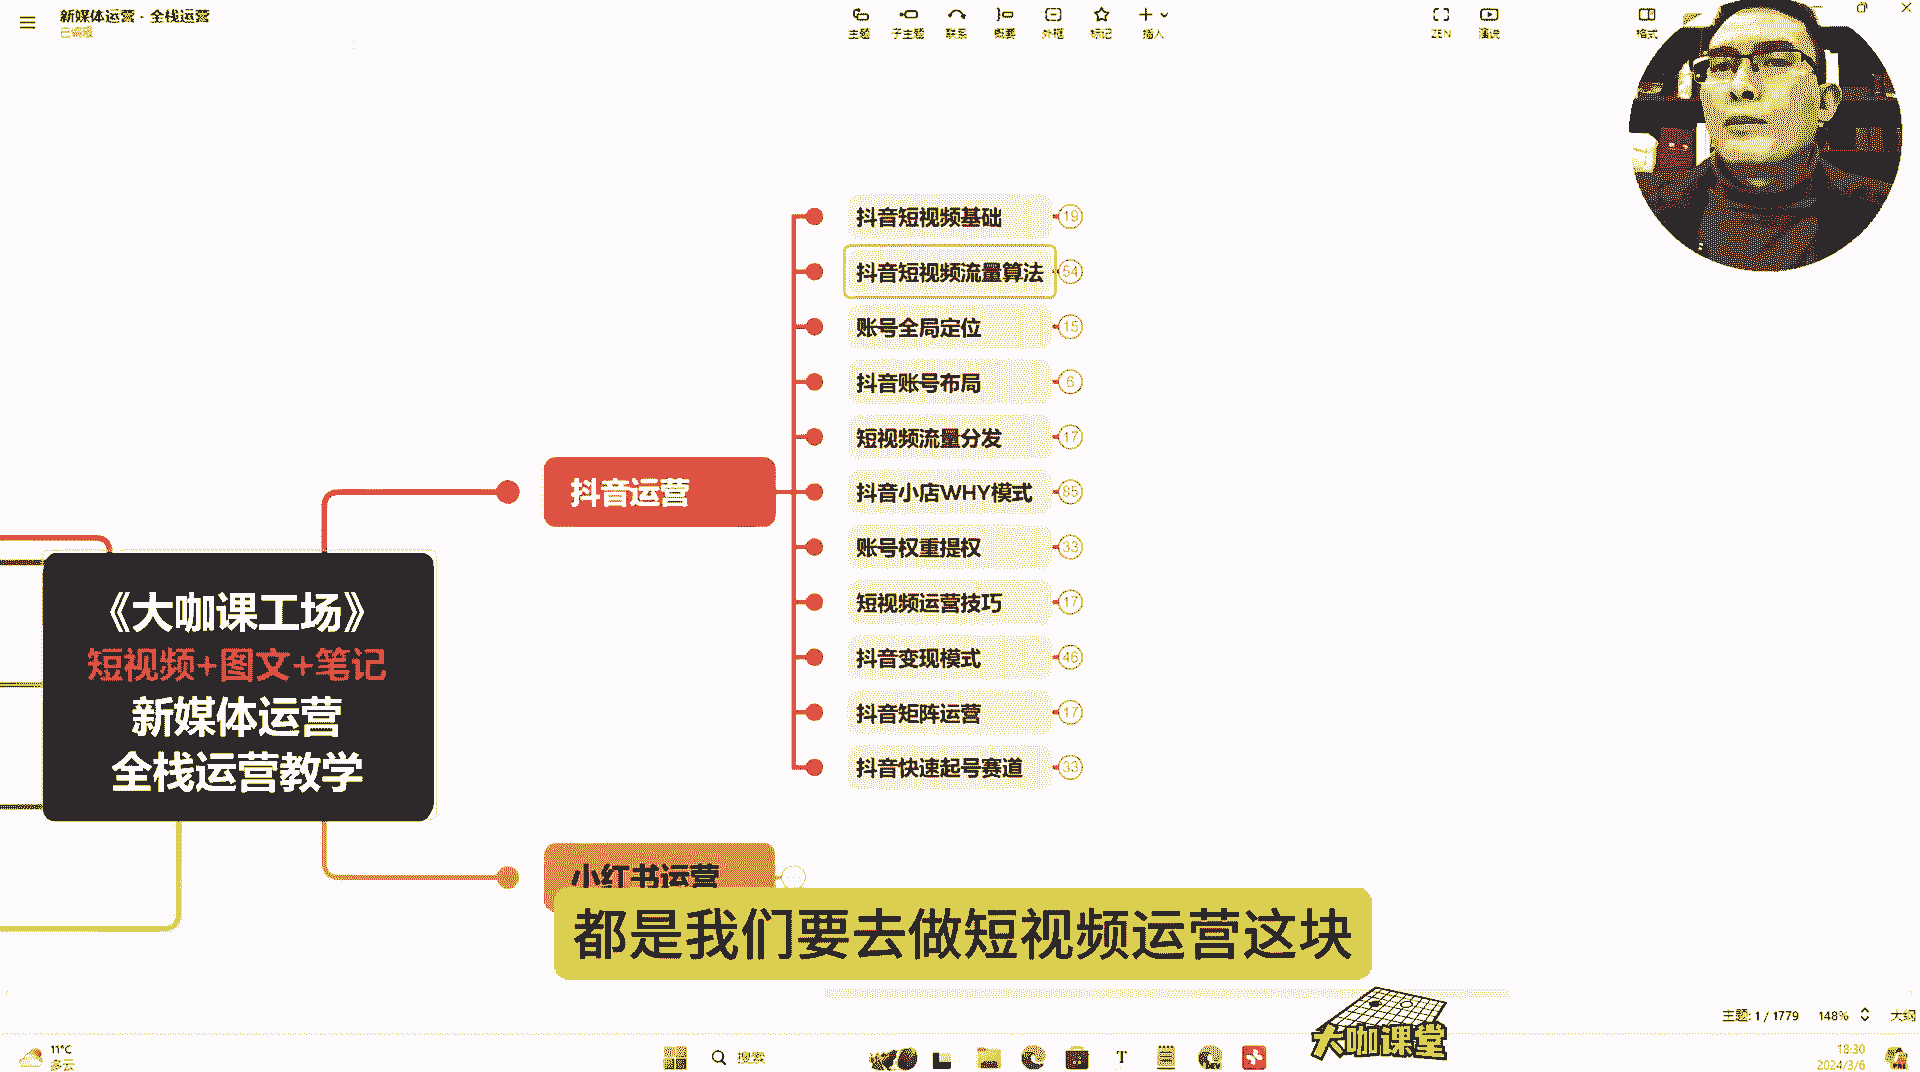 新媒体运营 · 全栈运营
已编辑
主题
子主题
联系
概要
外框
标记
插入
ZEN
演说
格式
抖音短视频基础
19
抖音短视频流量算法
54
账号全局定位
15
抖音账号布局
6
短视频流量分发
17
抖音运营
抖音小店WHY模式
85
账号权重提权
33
短视频运营技巧
17
抖音变现模式
46
抖音矩阵运营
17
抖音快速起号赛道
33
《大咖课工场》
短视频+图文+笔记
新媒体运营
全栈运营教学
小红书运营
都是我们要去做短视频运营这块
大咖课堂
主题: 1 / 1779
148%
大纲
11°C
多云
搜索
18:30
2024/3/6